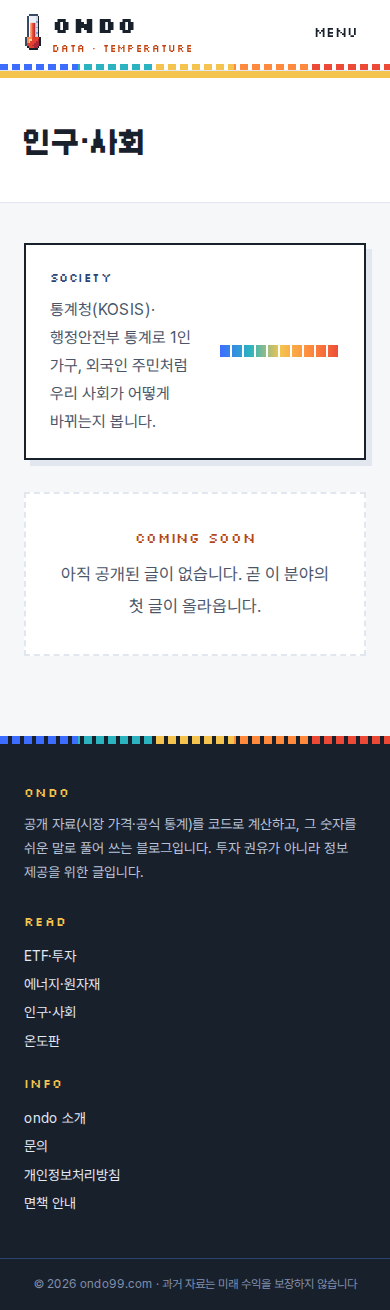 ONDO
DATA · TEMPERATURE
MENU
인구·사회
SOCIETY
통계청(KOSIS)·
행정안전부 통계로 1인
가구, 외국인 주민처럼
우리 사회가 어떻게
바뀌는지 봅니다.
COMING SOON
아직 공개된 글이 없습니다. 곧 이 분야의
첫 글이 올라옵니다.
ONDO
공개 자료(시장 가격·공식 통계)를 코드로 계산하고, 그 숫자를
쉬운 말로 풀어 쓰는 블로그입니다. 투자 권유가 아니라 정보
제공을 위한 글입니다.
READ
ETF·투자
에너지·원자재
인구·사회
온도판
INFO
ondo 소개
문의
개인정보처리방침
면책 안내
© 2026 ondo99.com · 과거 자료는 미래 수익을 보장하지 않습니다